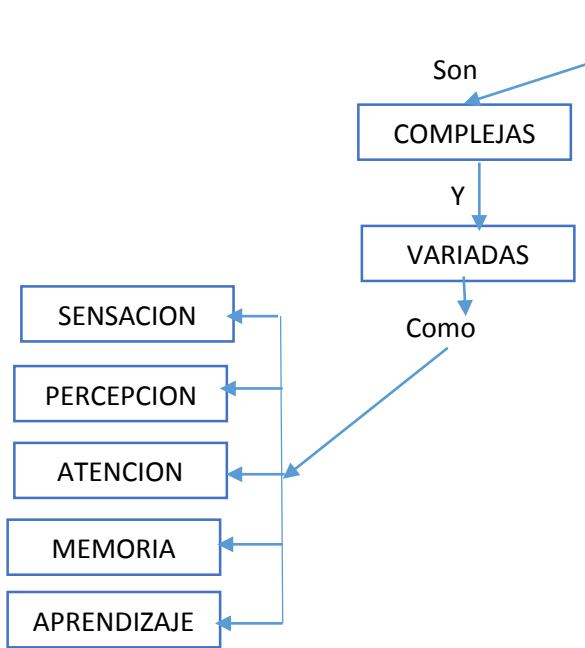 Son
COMPLEJAS
Y
VARIADAS
Como
SENSACION
PERCEPCION
ATENCION
MEMORIA
APRENDIZAJE